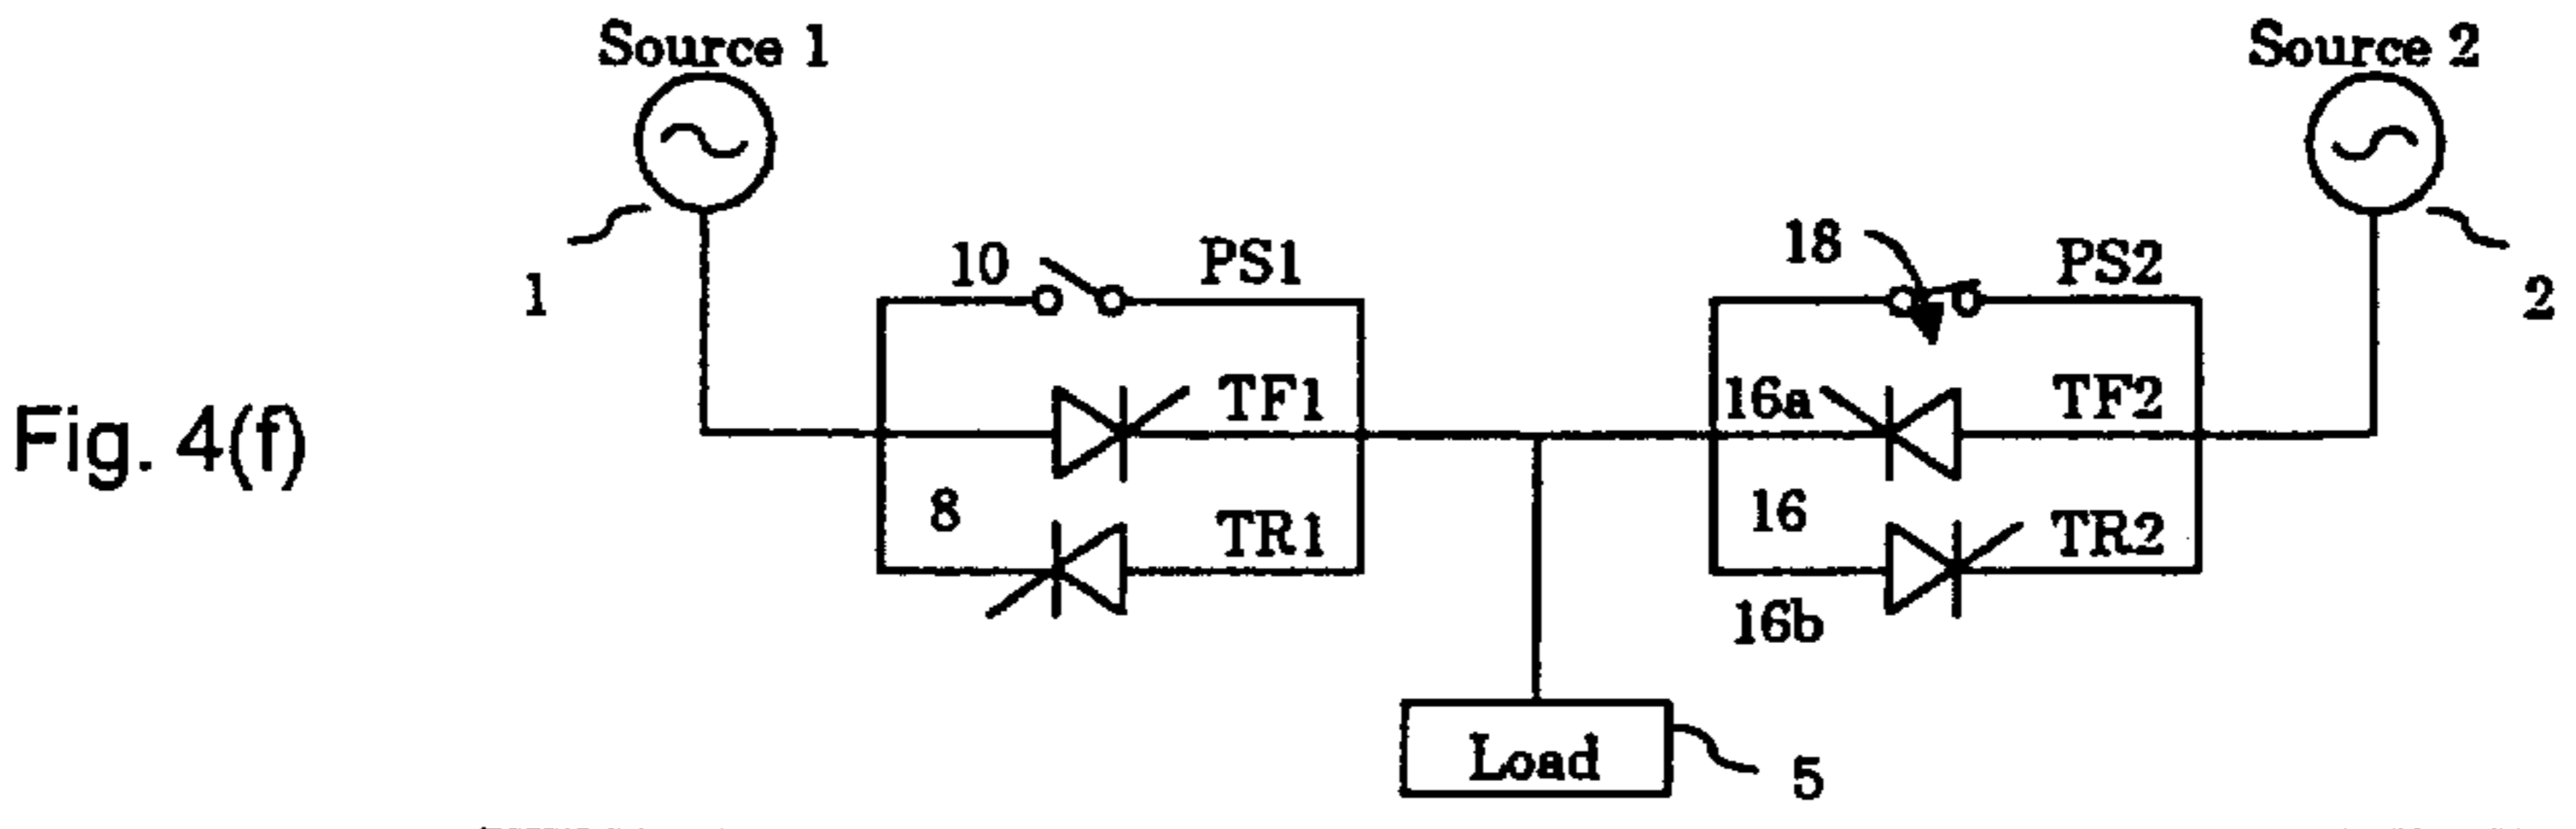 Source 1
Source 2
18
10
PS1
PS2
1
2
TF1
16a
TF2
Fig. 4(f)
8
TR1
16
TR2
16b
Load
5